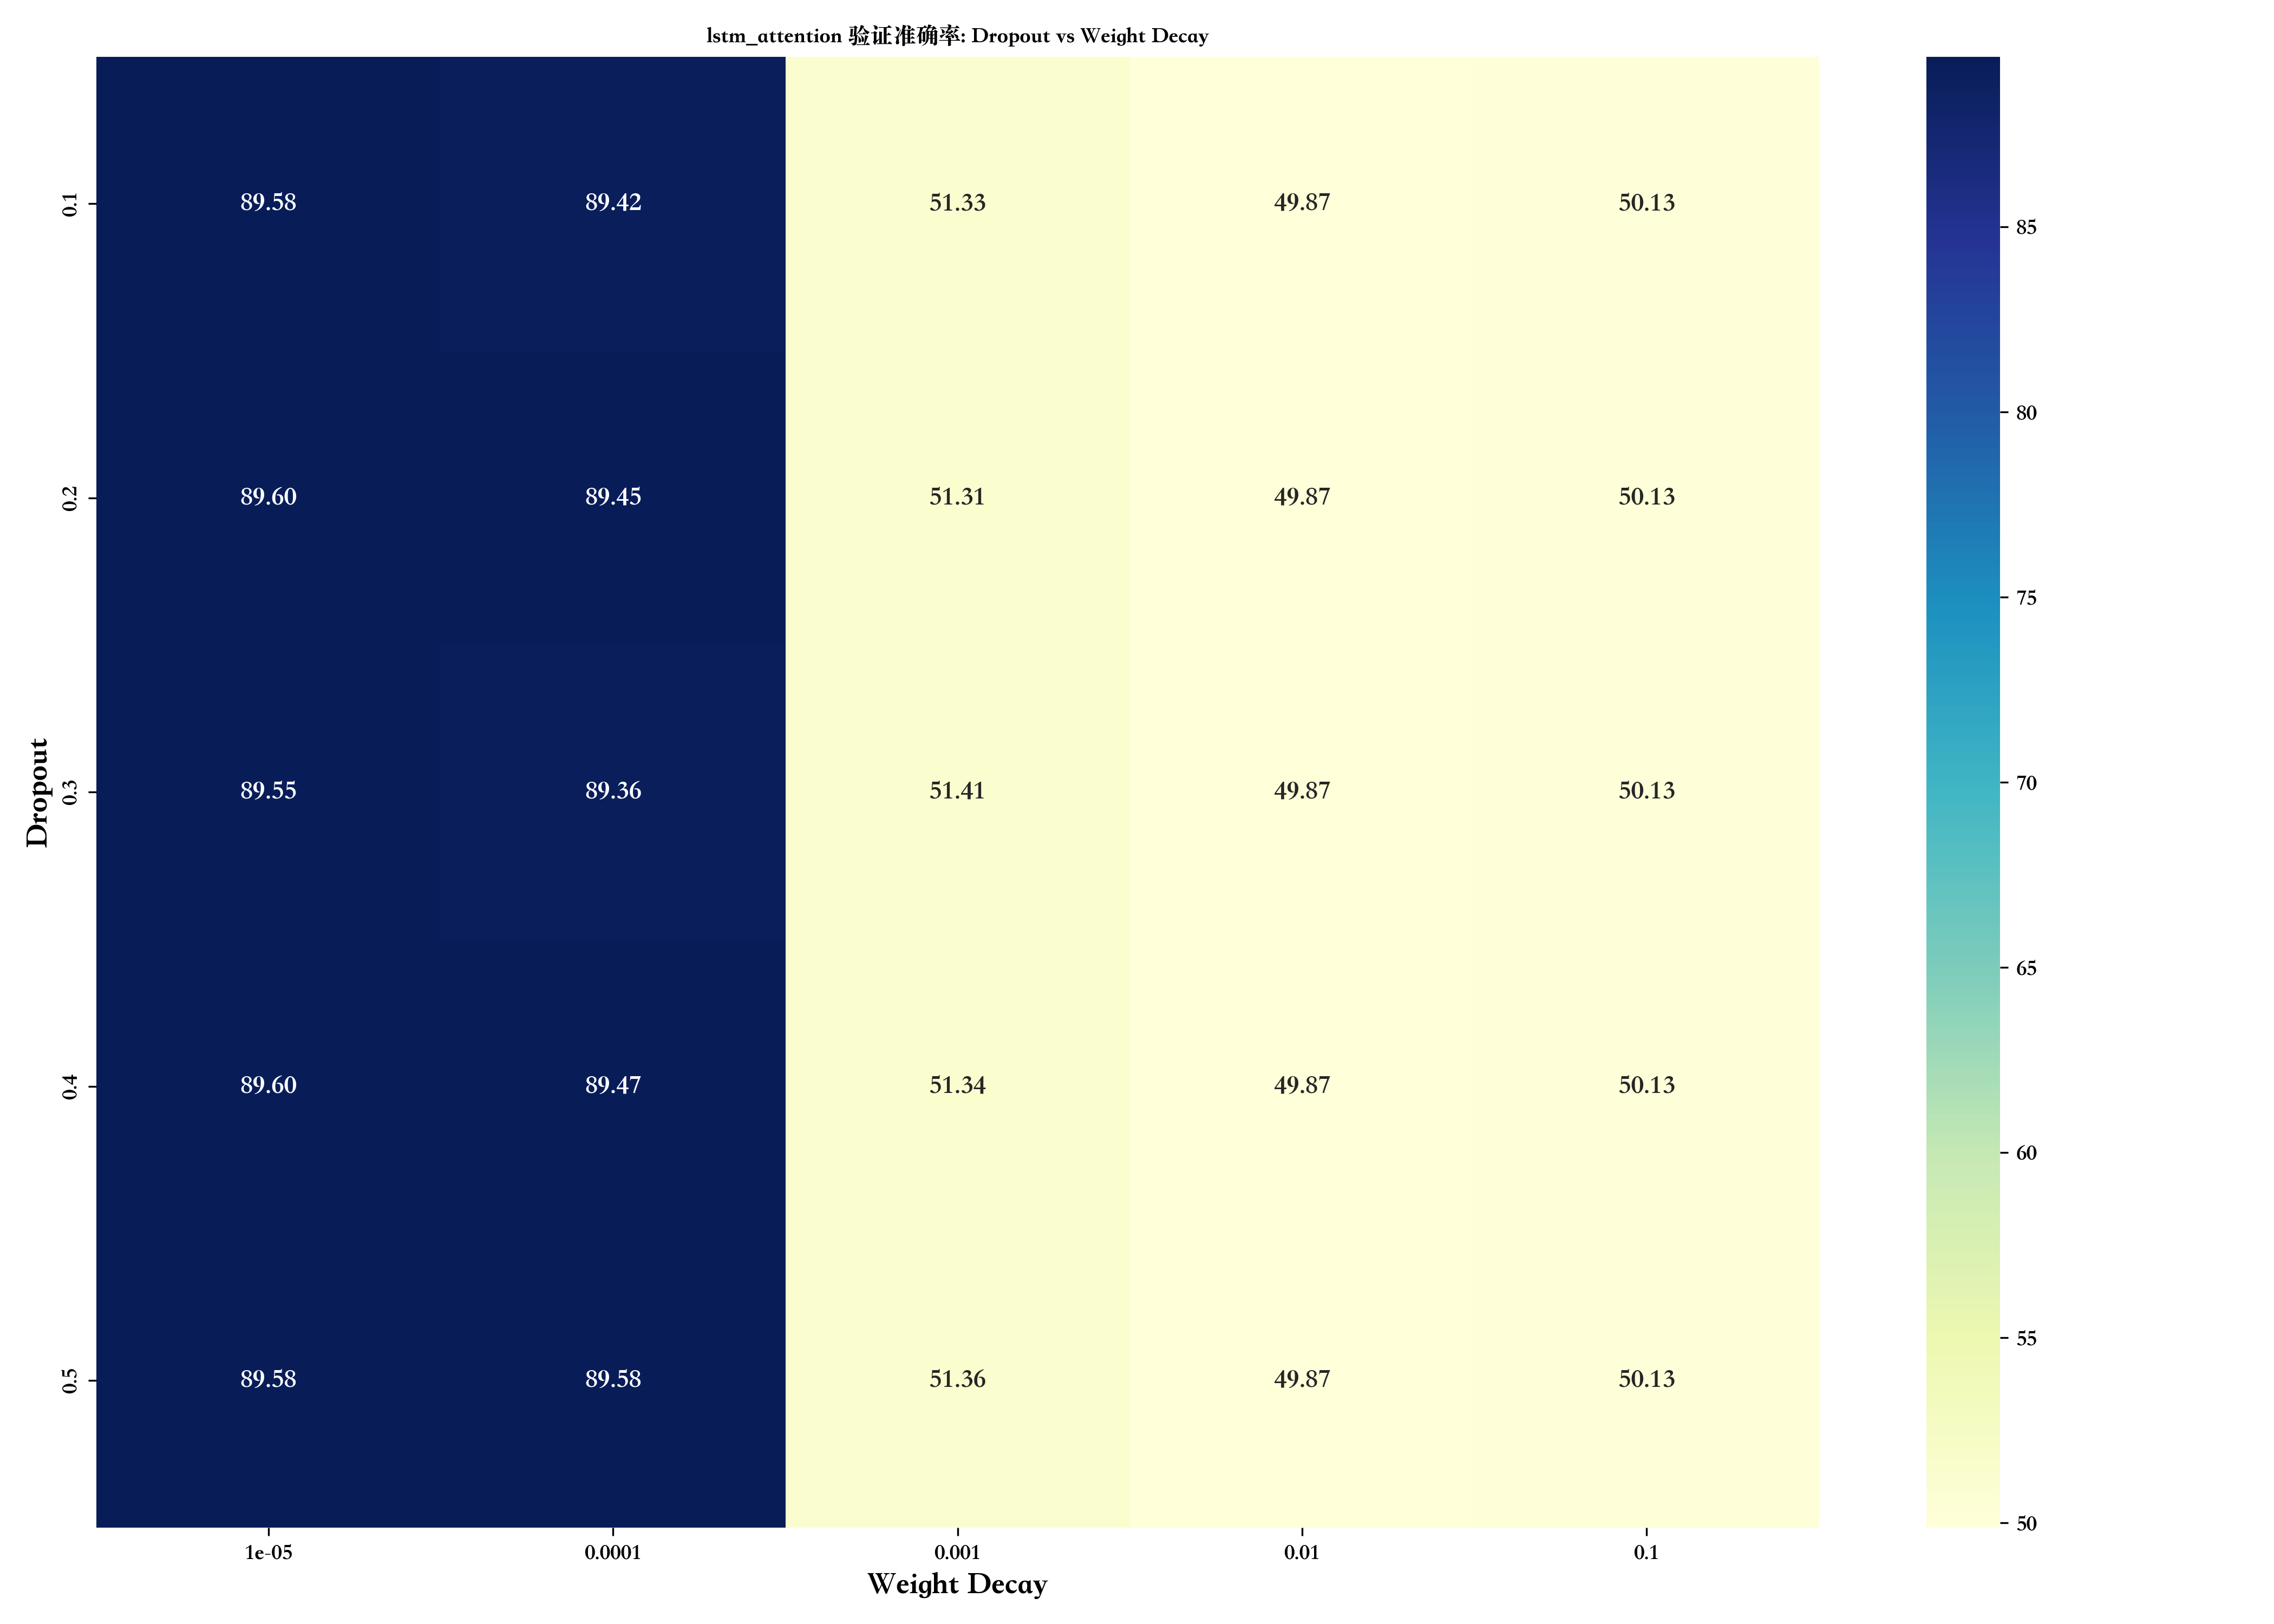 lstm_attention 验证准确率: Dropout vs Weight Decay
Dropout
0.1
89.58 89.42 51.33 49.87 50.13
0.2
89.60 89.45 51.31 49.87 50.13
0.3
89.55 89.36 51.41 49.87 50.13
0.4
89.60 89.47 51.34 49.87 50.13
0.5
89.58 89.58 51.36 49.87 50.13
1e-05 0.0001 0.001 0.01 0.1
Weight Decay
85
80
75
70
65
60
55
50